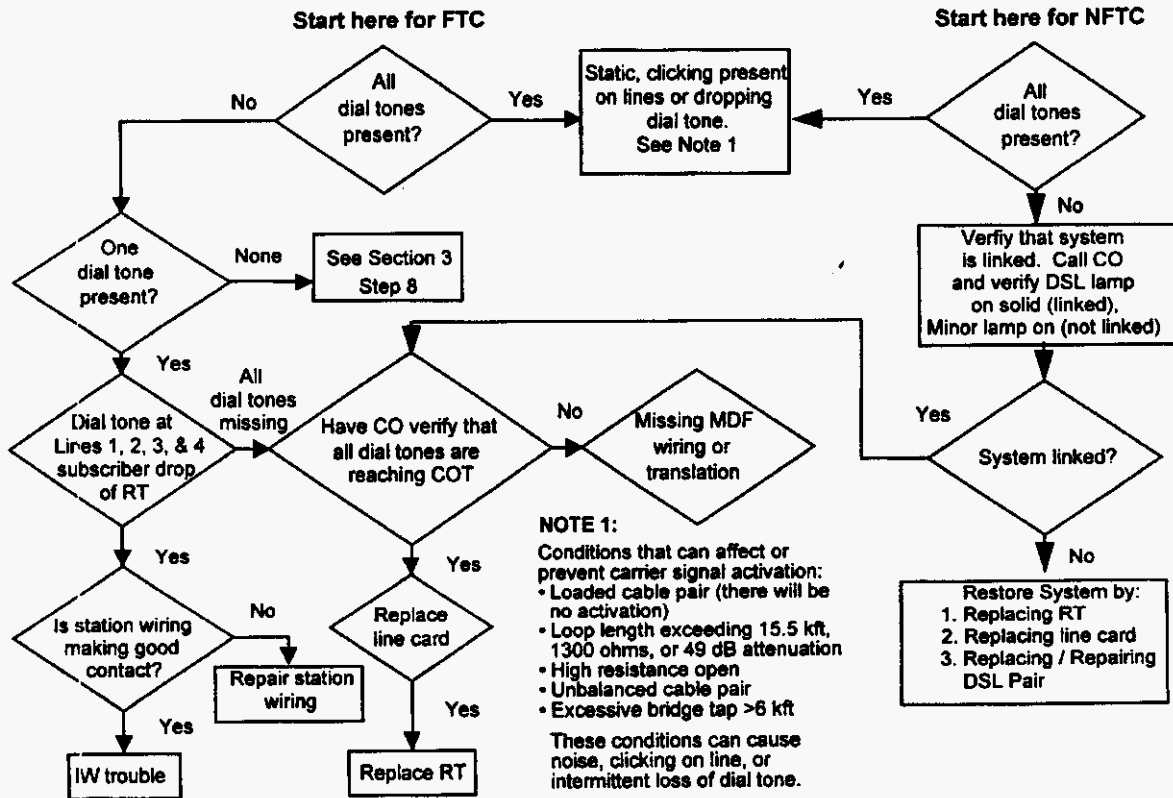 Start here for FTC
Start here for NFTC
All
dial tones
present?
No
Yes
Static, clicking present
on lines or dropping
dial tone.
See Note 1
Yes
All
dial tones
present?
No
One
dial tone
present?
None
See Section 3
Step 8
Verfiy that system
is linked. Call CO
and verify DSL lamp
on solid (linked),
Minor lamp on (not linked)
Yes
All
dial tones
missing
Dial tone at
Lines 1, 2, 3, & 4
subscriber drop
of RT
Have CO verify that
all dial tones are
reaching COT
No
Missing MDF
wiring or
translation
Yes
System linked?
No
Yes
Yes
Is station wiring
making good
contact?
No
Repair station
wiring
Replace
line card
Yes
Yes
IW trouble
Replace RT
NOTE 1:
Conditions that can affect or
prevent carrier signal activation:
• Loaded cable pair (there will be
no activation)
• Loop length exceeding 15.5 kft,
1300 ohms, or 49 dB attenuation
• High resistance open
• Unbalanced cable pair
• Excessive bridge tap >6 kft
These conditions can cause
noise, clicking on line, or
intermittent loss of dial tone.
Restore System by:
1. Replacing RT
2. Replacing line card
3. Replacing / Repairing
DSL Pair